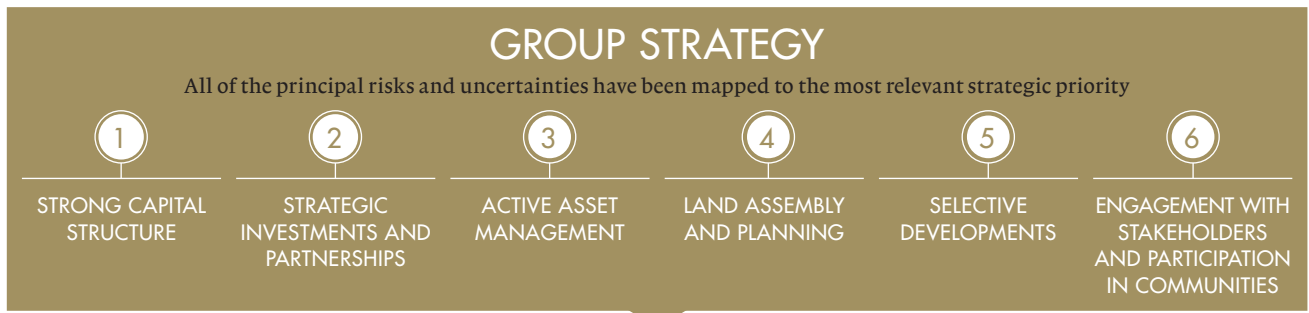 GROUP STRATEGY
All of the principal risks and uncertainties have been mapped to the most relevant strategic priority
1
STRONG CAPITAL
STRUCTURE
2
STRATEGIC
INVESTMENTS AND
PARTNERSHIPS
3
ACTIVE ASSET
MANAGEMENT
4
LAND ASSEMBLY
AND PLANNING
5
SELECTIVE
DEVELOPMENTS
6
ENGAGEMENT WITH
STAKEHOLDERS
AND PARTICIPATION
IN COMMUNITIES